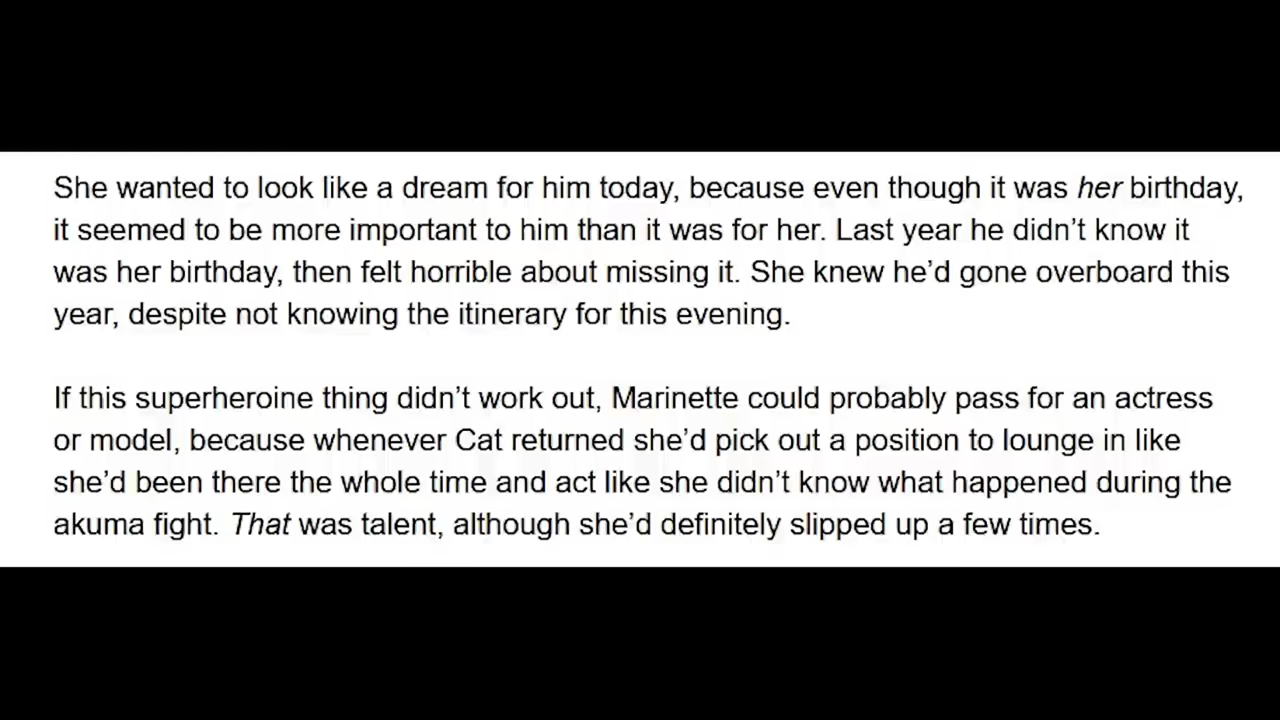 She wanted to look like a dream for him today, because even though it was her birthday,
it seemed to be more important to him than it was for her. Last year he didn’t know it
was her birthday, then felt horrible about missing it. She knew he’d gone overboard this
year, despite not knowing the itinerary for this evening.
If this superheroine thing didn’t work out, Marinette could probably pass for an actress
or model, because whenever Cat returned she’d pick out a position to lounge in like
she’d been there the whole time and act like she didn’t know what happened during the
akuma fight. That was talent, although she’d definitely slipped up a few times.